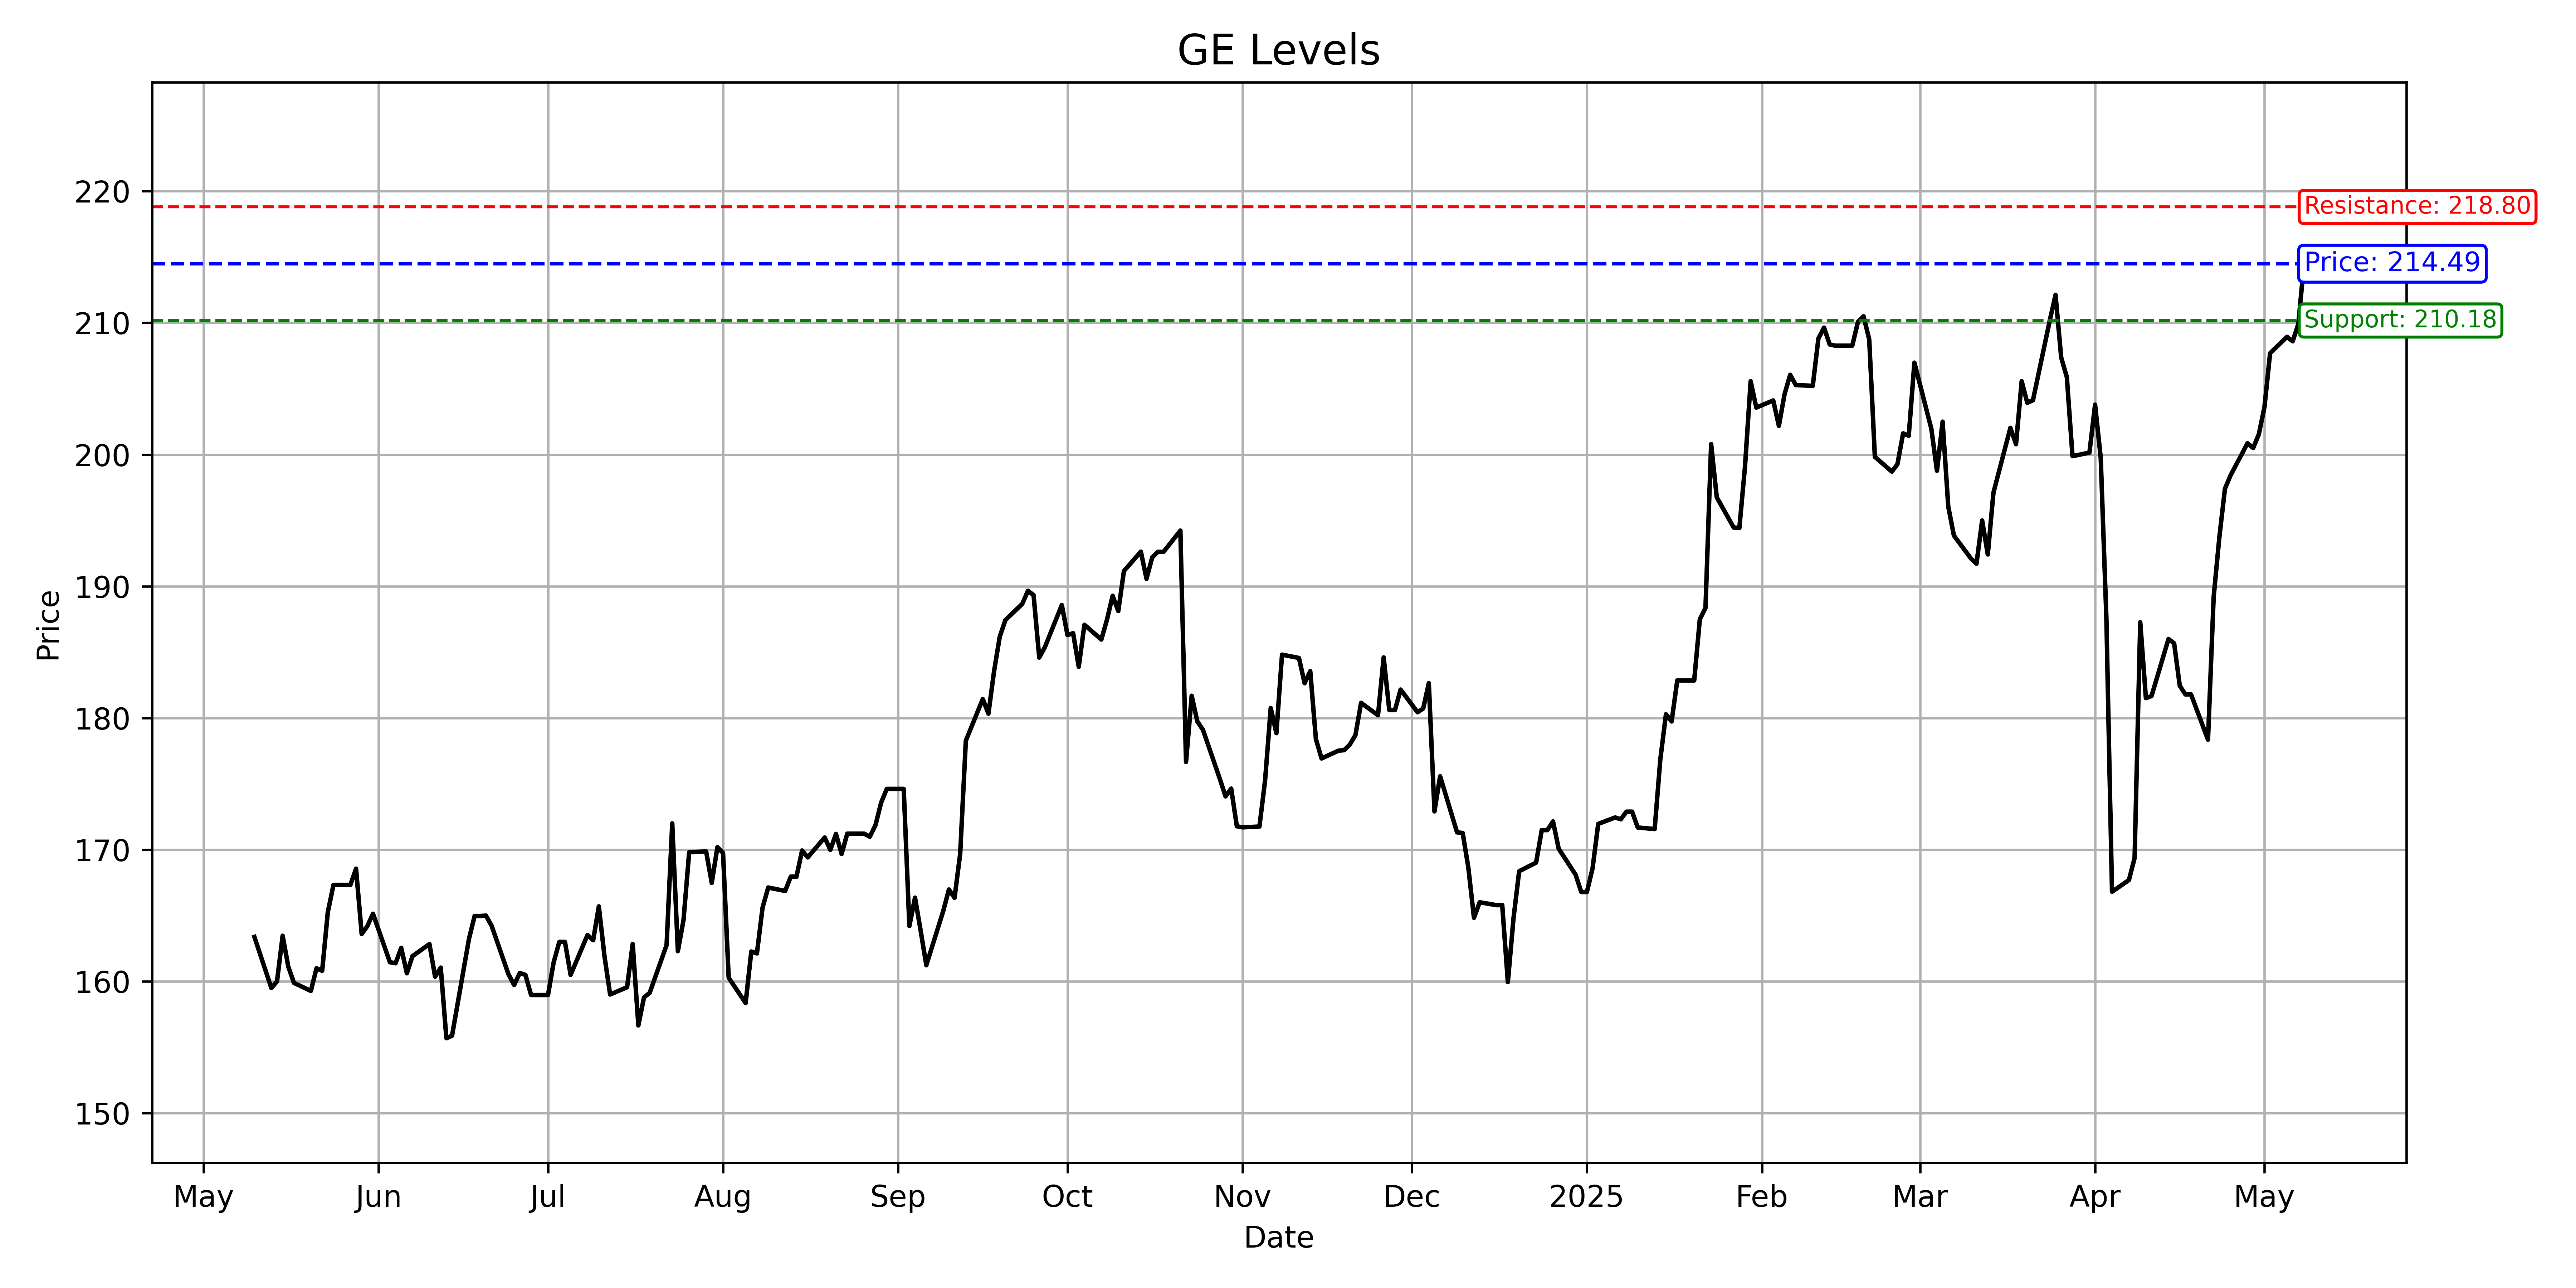 GE Levels
Price
220
210
200
190
180
170
160
150
Resistance: 218.80
Price: 214.49
Support: 210.18
May Jun Jul Aug Sep Oct Nov Dec 2025 Feb Mar Apr May
Date